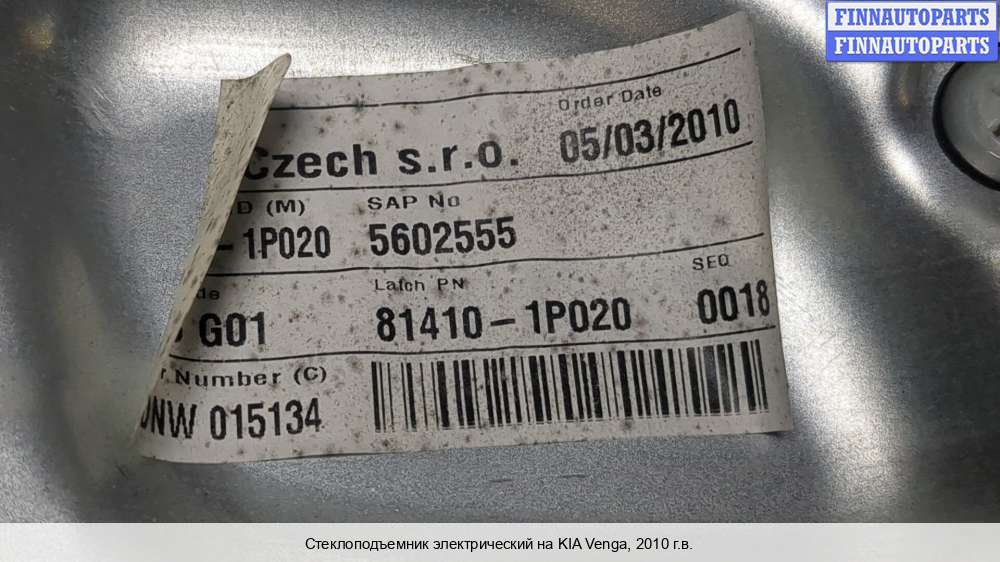 FINNAUTOPARTS
FINNAUTOPARTS
Order Date
Czech s.r.o. 05/03/2010
D (M) SAP No
-1P020 5602555
de Latch PN SEQ
G01 81410-1P020 0018
r Number (C)
NW 015134
Стеклоподъемник электрический на KIA Venga, 2010 г.в.